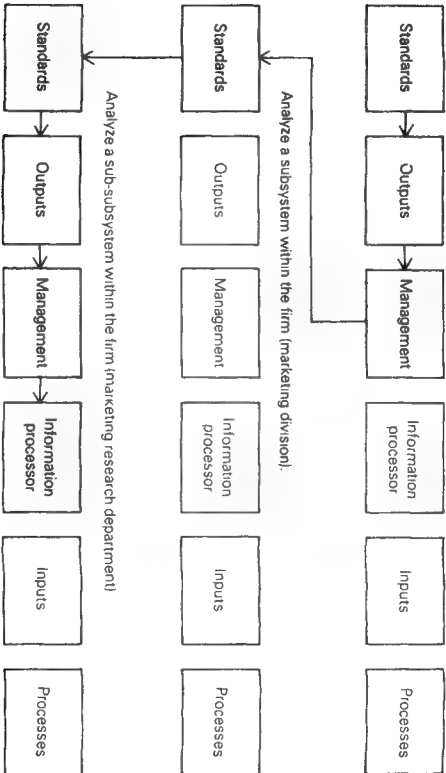 Standards
Outputs
Management
Information
processor
Inputs
Processes
Analyze a subsystem within the firm (marketing division).
Standards
Outputs
Management
Information
processor
Inputs
Processes
Analyze a sub-subsystem within the firm (marketing research department)
Standards
Outputs
Management
Information
processor
Inputs
Processes